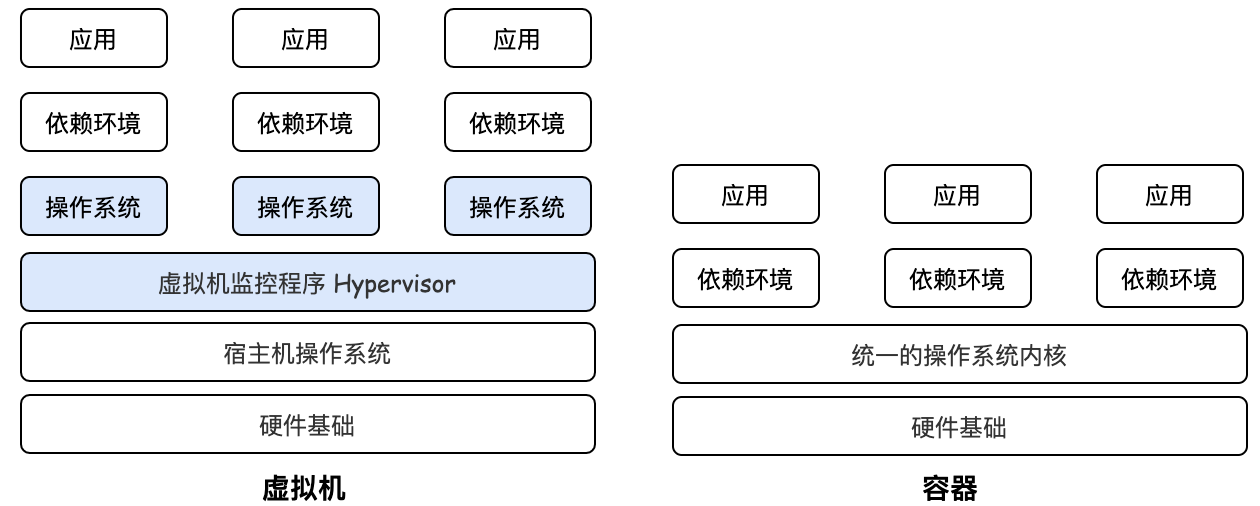 应用
应用
应用
依赖环境
依赖环境
依赖环境
操作系统
操作系统
操作系统
虚拟机监控程序 Hypervisor
宿主机操作系统
硬件基础
虚拟机
应用
应用
应用
依赖环境
依赖环境
依赖环境
统一的操作系统内核
硬件基础
容器